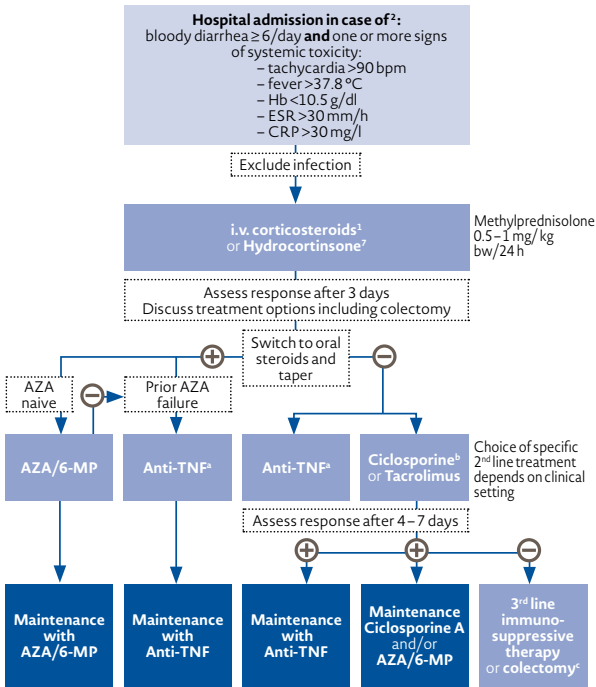 Hospital admission in case of²:
bloody diarrhea ≥ 6/day and one or more signs
of systemic toxicity:
– tachycardia >90 bpm
– fever >37.8 ºC
– Hb <10.5 g/dl
– ESR >30 mm/h
– CRP >30 mg/l
Exclude infection
i.v. corticosteroids¹
or Hydrocortinsone⁷
Methylprednisolone
0.5–1 mg/kg
bw/24 h
Assess response after 3 days
Discuss treatment options including colectomy
Switch to oral
steroids and
taper
+
−
AZA
naive
−
Prior AZA
failure
AZA/6-MP
Anti-TNFᵃ
Anti-TNFᵃ
Ciclosporineᵇ
or Tacrolimus
Choice of specific
2ⁿᵈ line treatment
depends on clinical
setting
Assess response after 4–7 days
+
+
−
Maintenance
with
AZA/6-MP
Maintenance
with
Anti-TNF
Maintenance
with
Anti-TNF
Maintenance
Ciclosporine A
and/or
AZA/6-MP
3ʳᵈ line
immuno-
suppressive
therapy
or colectomyᶜ